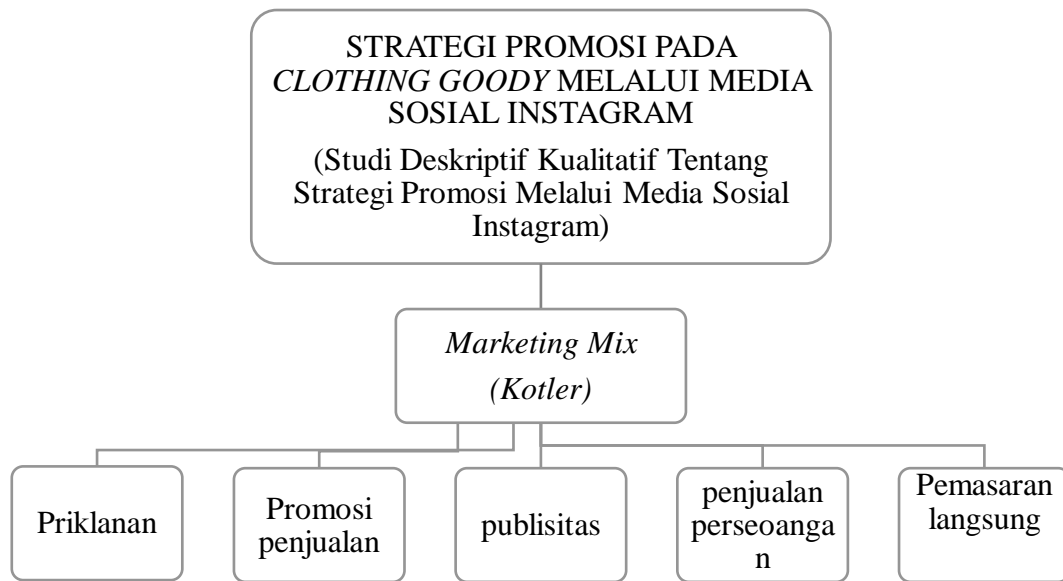 STRATEGI PROMOSI PADA
CLOTHING GOODY MELALUI MEDIA
SOSIAL INSTAGRAM
(Studi Deskriptif Kualitatif Tentang
Strategi Promosi Melalui Media Sosial
Instagram)
Marketing Mix
(Kotler)
Priklanan
Promosi
penjualan
publisitas
penjualan
perseoanga
n
Pemasaran
langsung